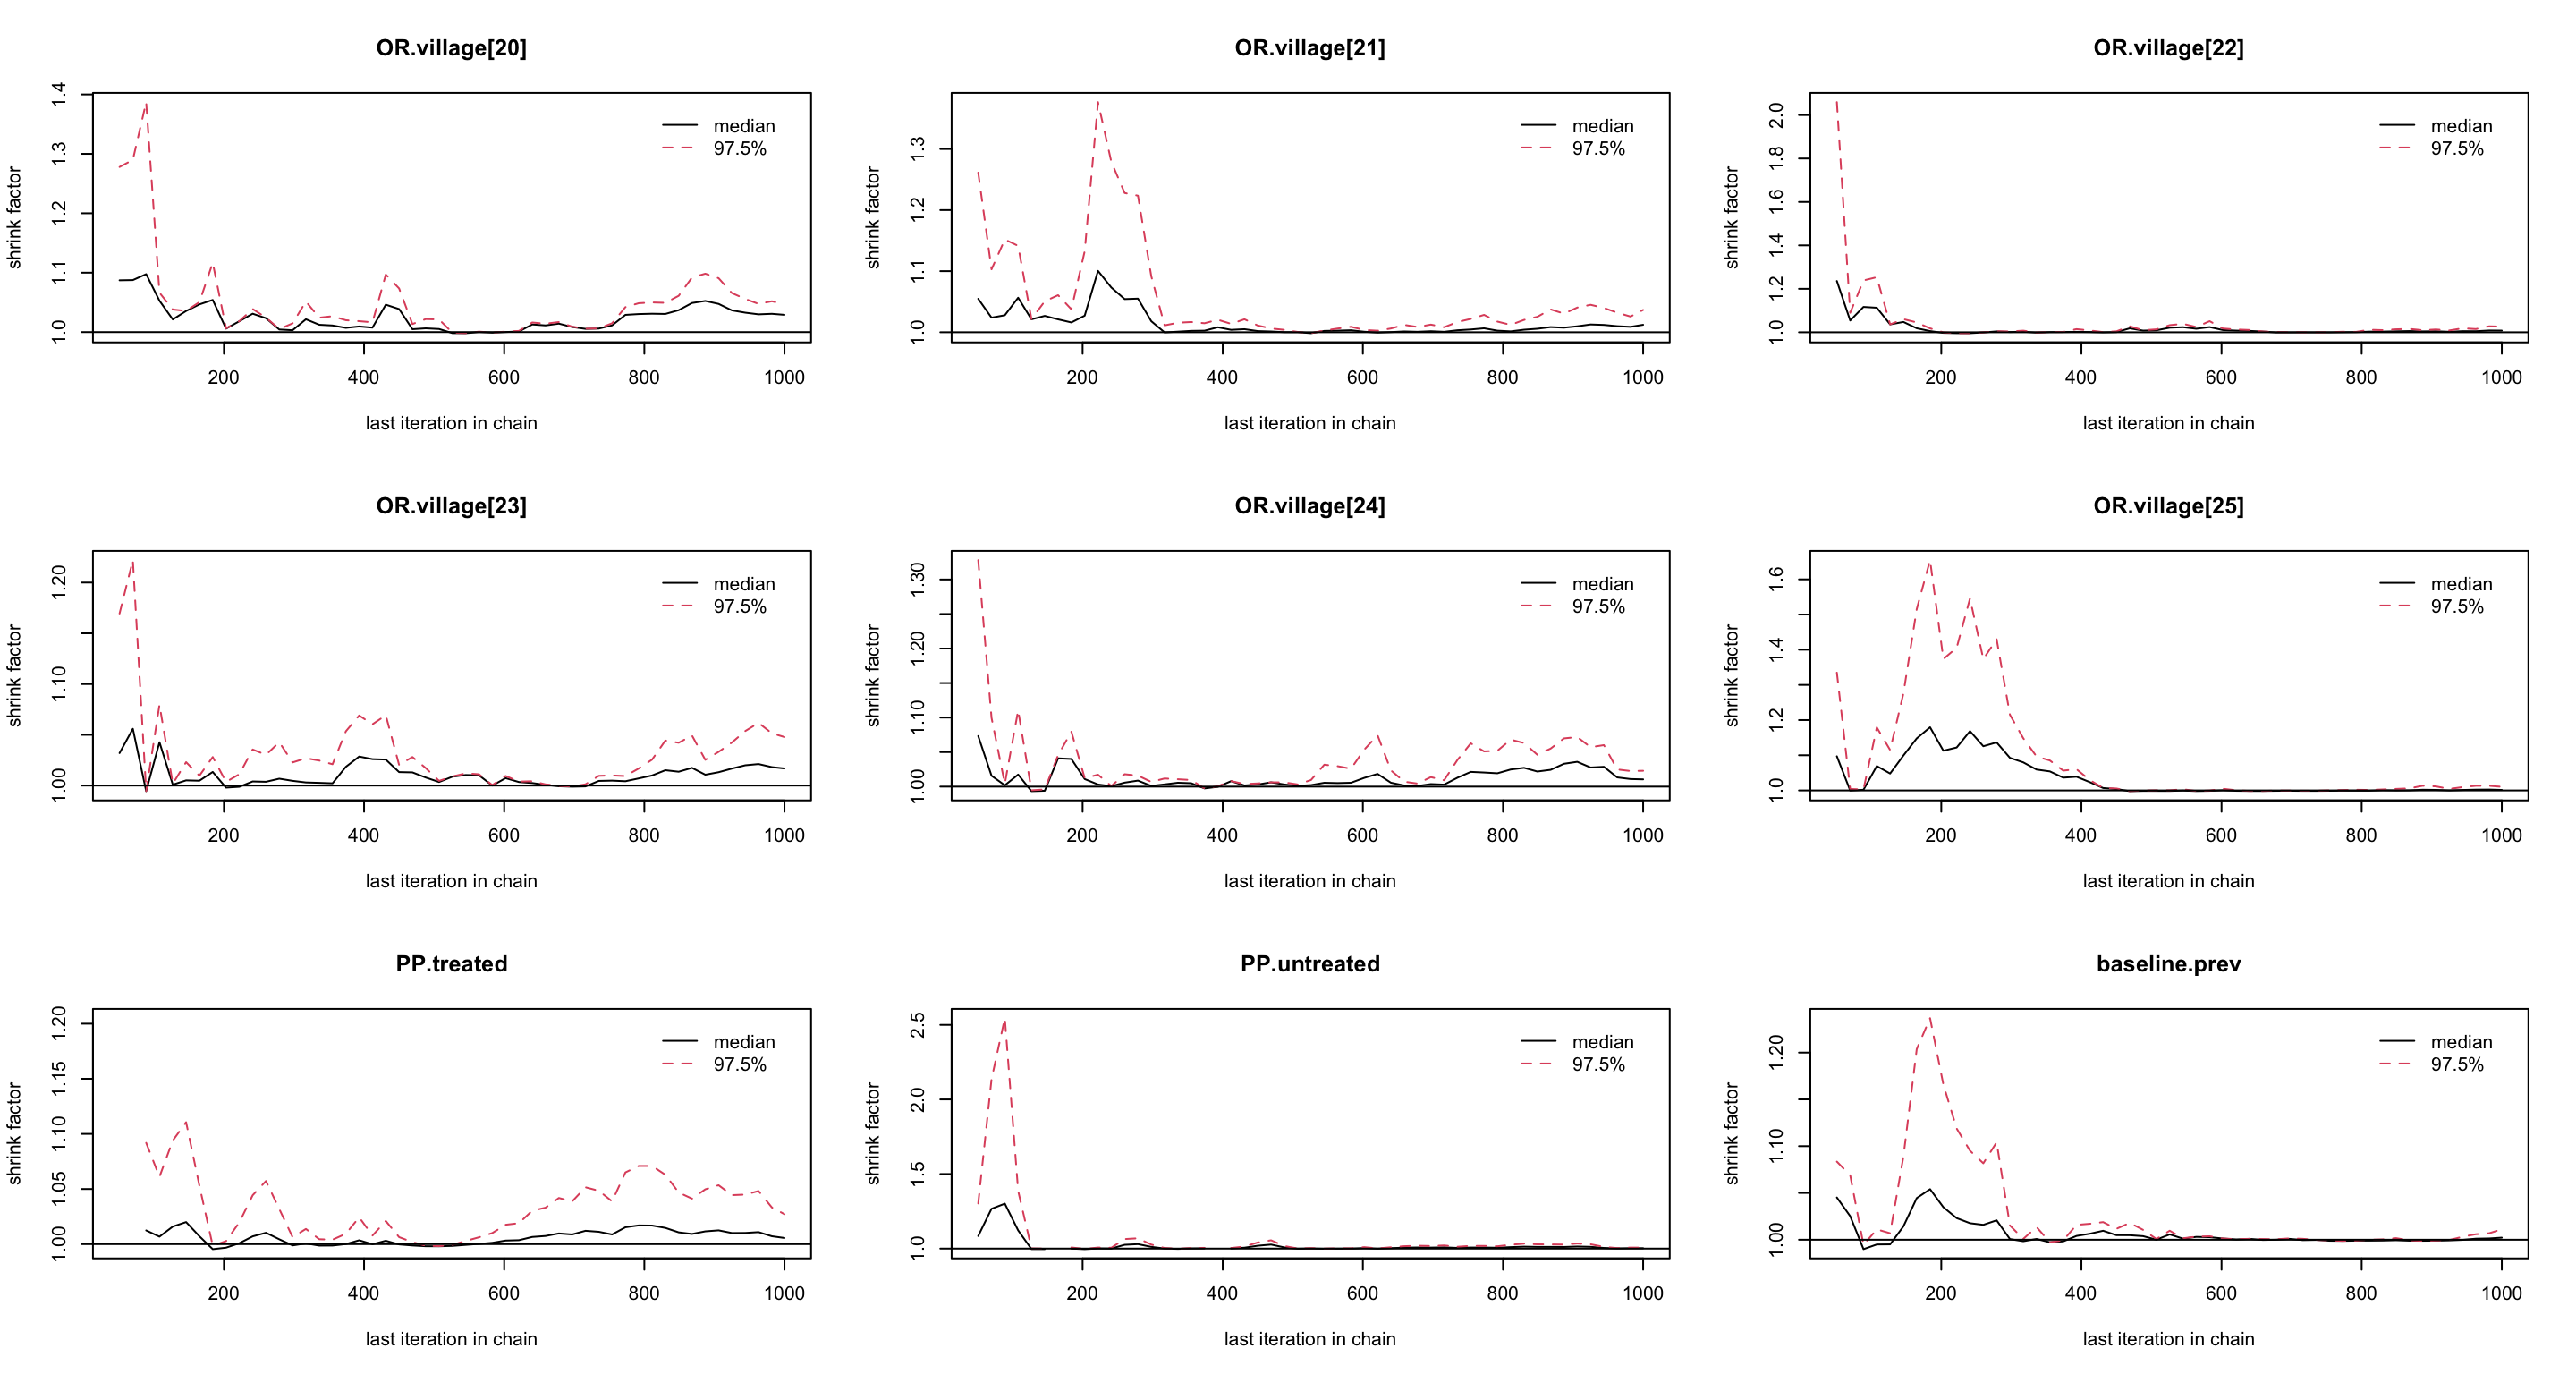 OR.village[20]
1.0 1.1 1.2 1.3 1.4
shrink factor
median
97.5%
200 400 600 800 1000
last iteration in chain
OR.village[21]
1.0 1.1 1.2 1.3
shrink factor
median
97.5%
200 400 600 800 1000
last iteration in chain
OR.village[22]
1.0 1.2 1.4 1.6 1.8 2.0
shrink factor
median
97.5%
200 400 600 800 1000
last iteration in chain
OR.village[23]
1.00 1.10 1.20
shrink factor
median
97.5%
200 400 600 800 1000
last iteration in chain
OR.village[24]
1.00 1.10 1.20 1.30
shrink factor
median
97.5%
200 400 600 800 1000
last iteration in chain
OR.village[25]
1.0 1.2 1.4 1.6
shrink factor
median
97.5%
200 400 600 800 1000
last iteration in chain
PP.treated
1.00 1.05 1.10 1.15 1.20
shrink factor
median
97.5%
200 400 600 800 1000
last iteration in chain
PP.untreated
1.0 1.5 2.0 2.5
shrink factor
median
97.5%
200 400 600 800 1000
last iteration in chain
baseline.prev
1.00 1.10 1.20
shrink factor
median
97.5%
200 400 600 800 1000
last iteration in chain